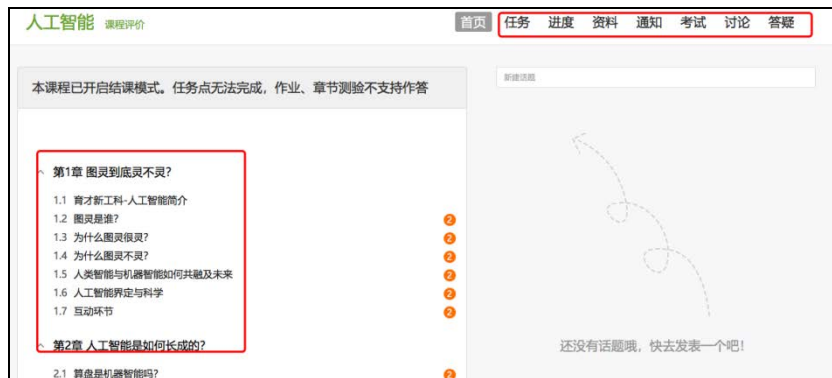 人工智能 课程评价
首页 任务 进度 资料 通知 考试 讨论 答疑
本课程已开启结课模式。任务点无法完成，作业、章节测验不支持作答
新建话题
第1章 图灵到底灵不灵？
1.1 育才新工科-人工智能简介
1.2 图灵是谁？ 2
1.3 为什么图灵很灵？ 2
1.4 为什么图灵不灵？ 2
1.5 人类智能与机器智能如何共融及未来 2
1.6 人工智能界定与科学 2
1.7 互动环节 2
第2章 人工智能是如何长成的？
2.1 算盘是机器智能吗？ 2
还没有话题哦，快去发表一个吧！